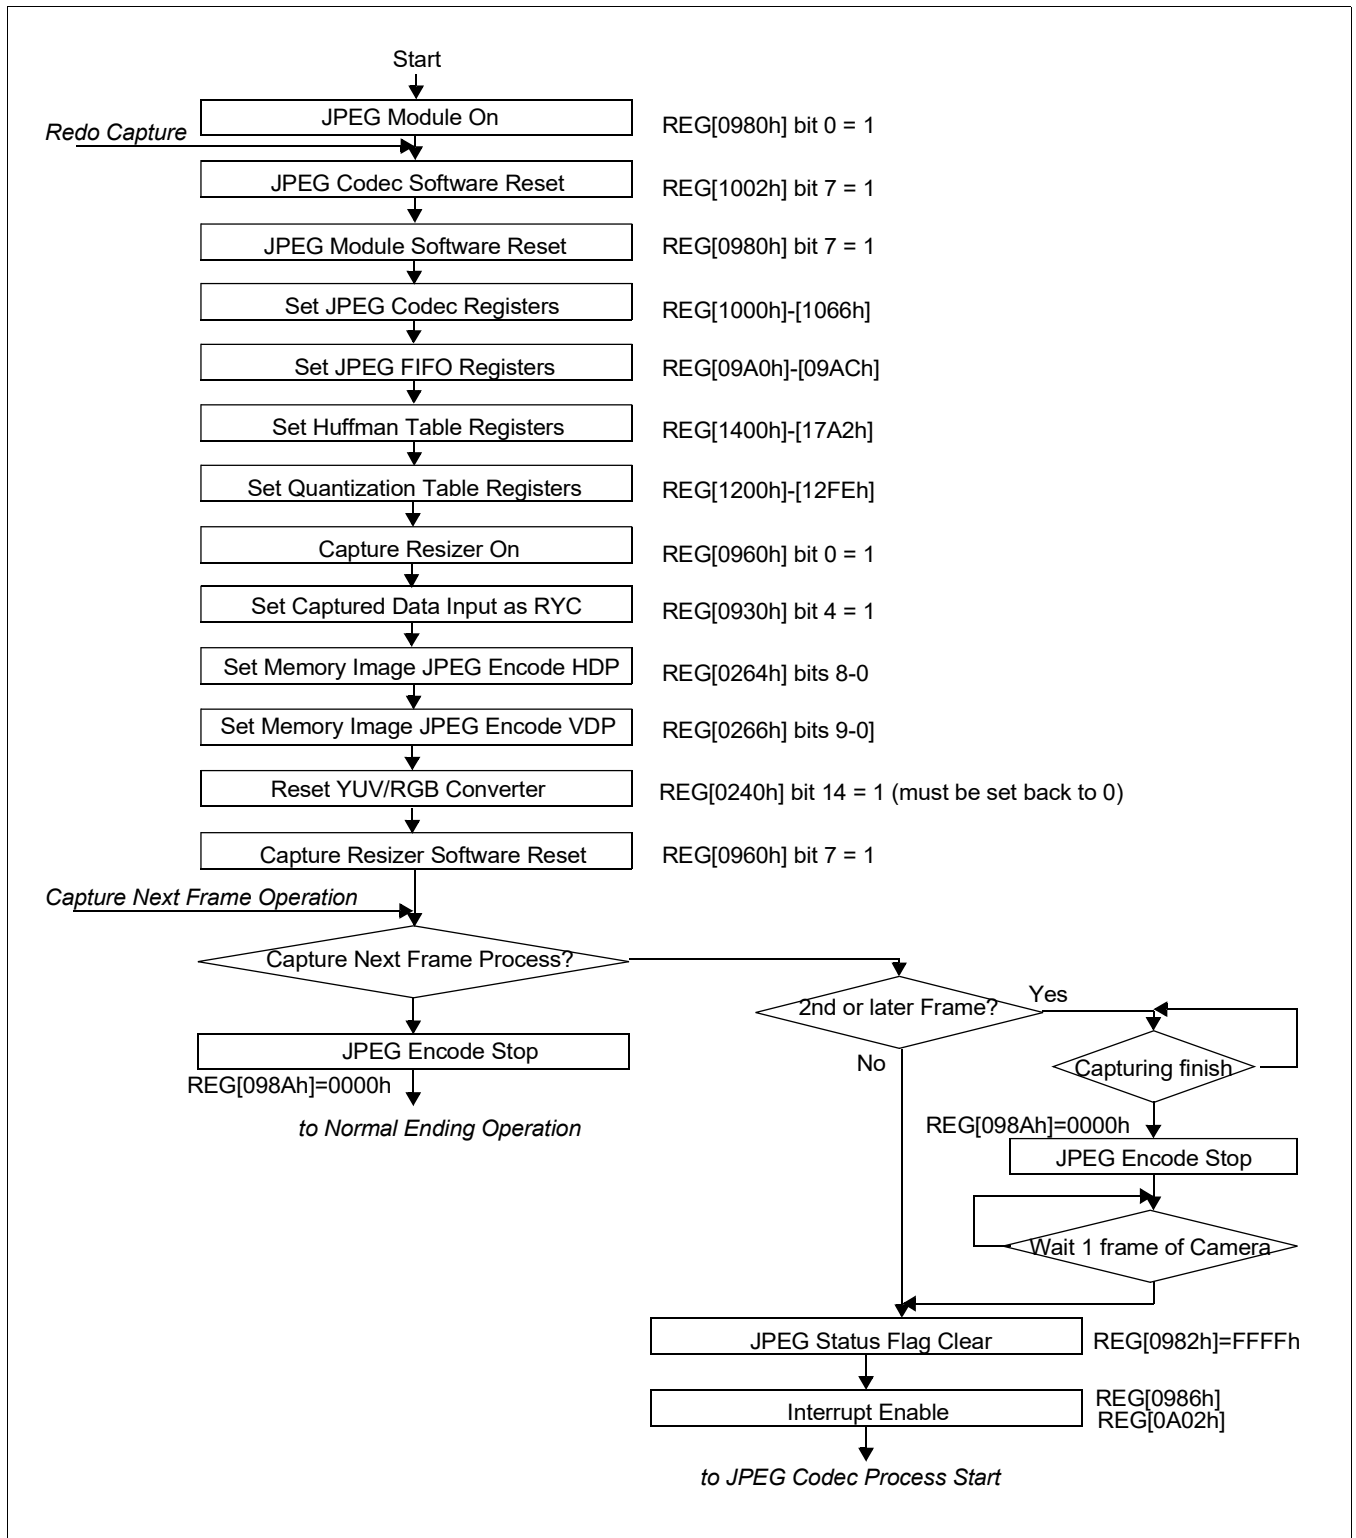 Start
JPEG Module On
REG[0980h] bit 0 = 1
Redo Capture
JPEG Codec Software Reset
REG[1002h] bit 7 = 1
JPEG Module Software Reset
REG[0980h] bit 7 = 1
Set JPEG Codec Registers
REG[1000h]-[1066h]
Set JPEG FIFO Registers
REG[09A0h]-[09ACh]
Set Huffman Table Registers
REG[1400h]-[17A2h]
Set Quantization Table Registers
REG[1200h]-[12FEh]
Capture Resizer On
REG[0960h] bit 0 = 1
Set Captured Data Input as RYC
REG[0930h] bit 4 = 1
Set Memory Image JPEG Encode HDP
REG[0264h] bits 8-0
Set Memory Image JPEG Encode VDP
REG[0266h] bits 9-0]
Reset YUV/RGB Converter
REG[0240h] bit 14 = 1 (must be set back to 0)
Capture Resizer Software Reset
REG[0960h] bit 7 = 1
Capture Next Frame Operation
Capture Next Frame Process?
JPEG Encode Stop
REG[098Ah]=0000h
to Normal Ending Operation
2nd or later Frame?
Yes
No
Capturing finish
REG[098Ah]=0000h
JPEG Encode Stop
Wait 1 frame of Camera
JPEG Status Flag Clear
REG[0982h]=FFFFh
Interrupt Enable
REG[0986h]
REG[0A02h]
to JPEG Codec Process Start